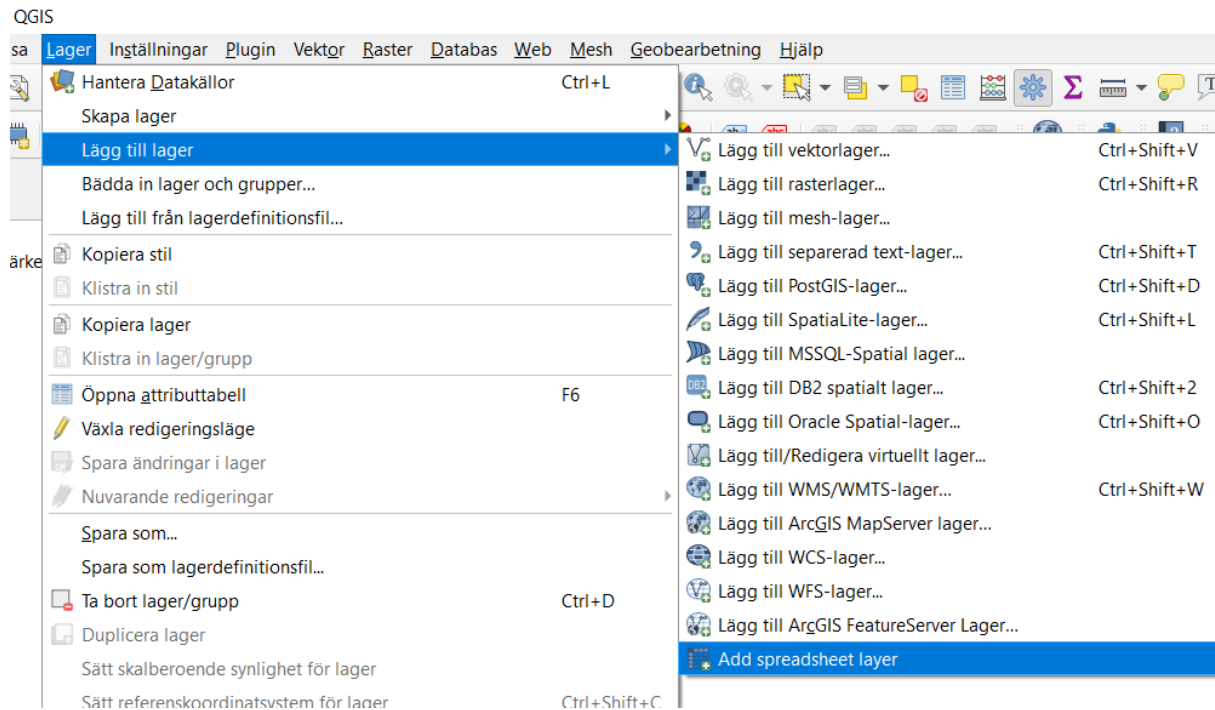 QGIS
sa Lager Inställningar Plugin Vektor Raster Databas Web Mesh Geobearbetning Hjälp
Hantera Datakällor Ctrl+L
Skapa lager
Lägg till lager
Bädda in lager och grupper...
Lägg till från lagerdefinitionsfil...
ärke
Kopiera stil
Klistra in stil
Kopiera lager
Klistra in lager/grupp
Öppna attributtabell F6
Växla redigeringsläge
Spara ändringar i lager
Nuvarande redigeringar
Spara som...
Spara som lagerdefinitionsfil...
Ta bort lager/grupp Ctrl+D
Duplicera lager
Sätt skalberoende synlighet för lager
Sätt referenskoordinatsystem för lager Ctrl+Shift+C
Lägg till vektorlager... Ctrl+Shift+V
Lägg till rasterlager... Ctrl+Shift+R
Lägg till mesh-lager...
Lägg till separerad text-lager... Ctrl+Shift+T
Lägg till PostGIS-lager... Ctrl+Shift+D
Lägg till SpatiaLite-lager... Ctrl+Shift+L
Lägg till MSSQL-Spatial lager...
DB2 Lägg till DB2 spatialt lager... Ctrl+Shift+2
Lägg till Oracle Spatial-lager... Ctrl+Shift+O
Lägg till/Redigera virtuellt lager...
Lägg till WMS/WMTS-lager... Ctrl+Shift+W
Lägg till ArcGIS MapServer lager...
Lägg till WCS-lager...
Lägg till WFS-lager...
Lägg till ArcGIS FeatureServer Lager...
Add spreadsheet layer